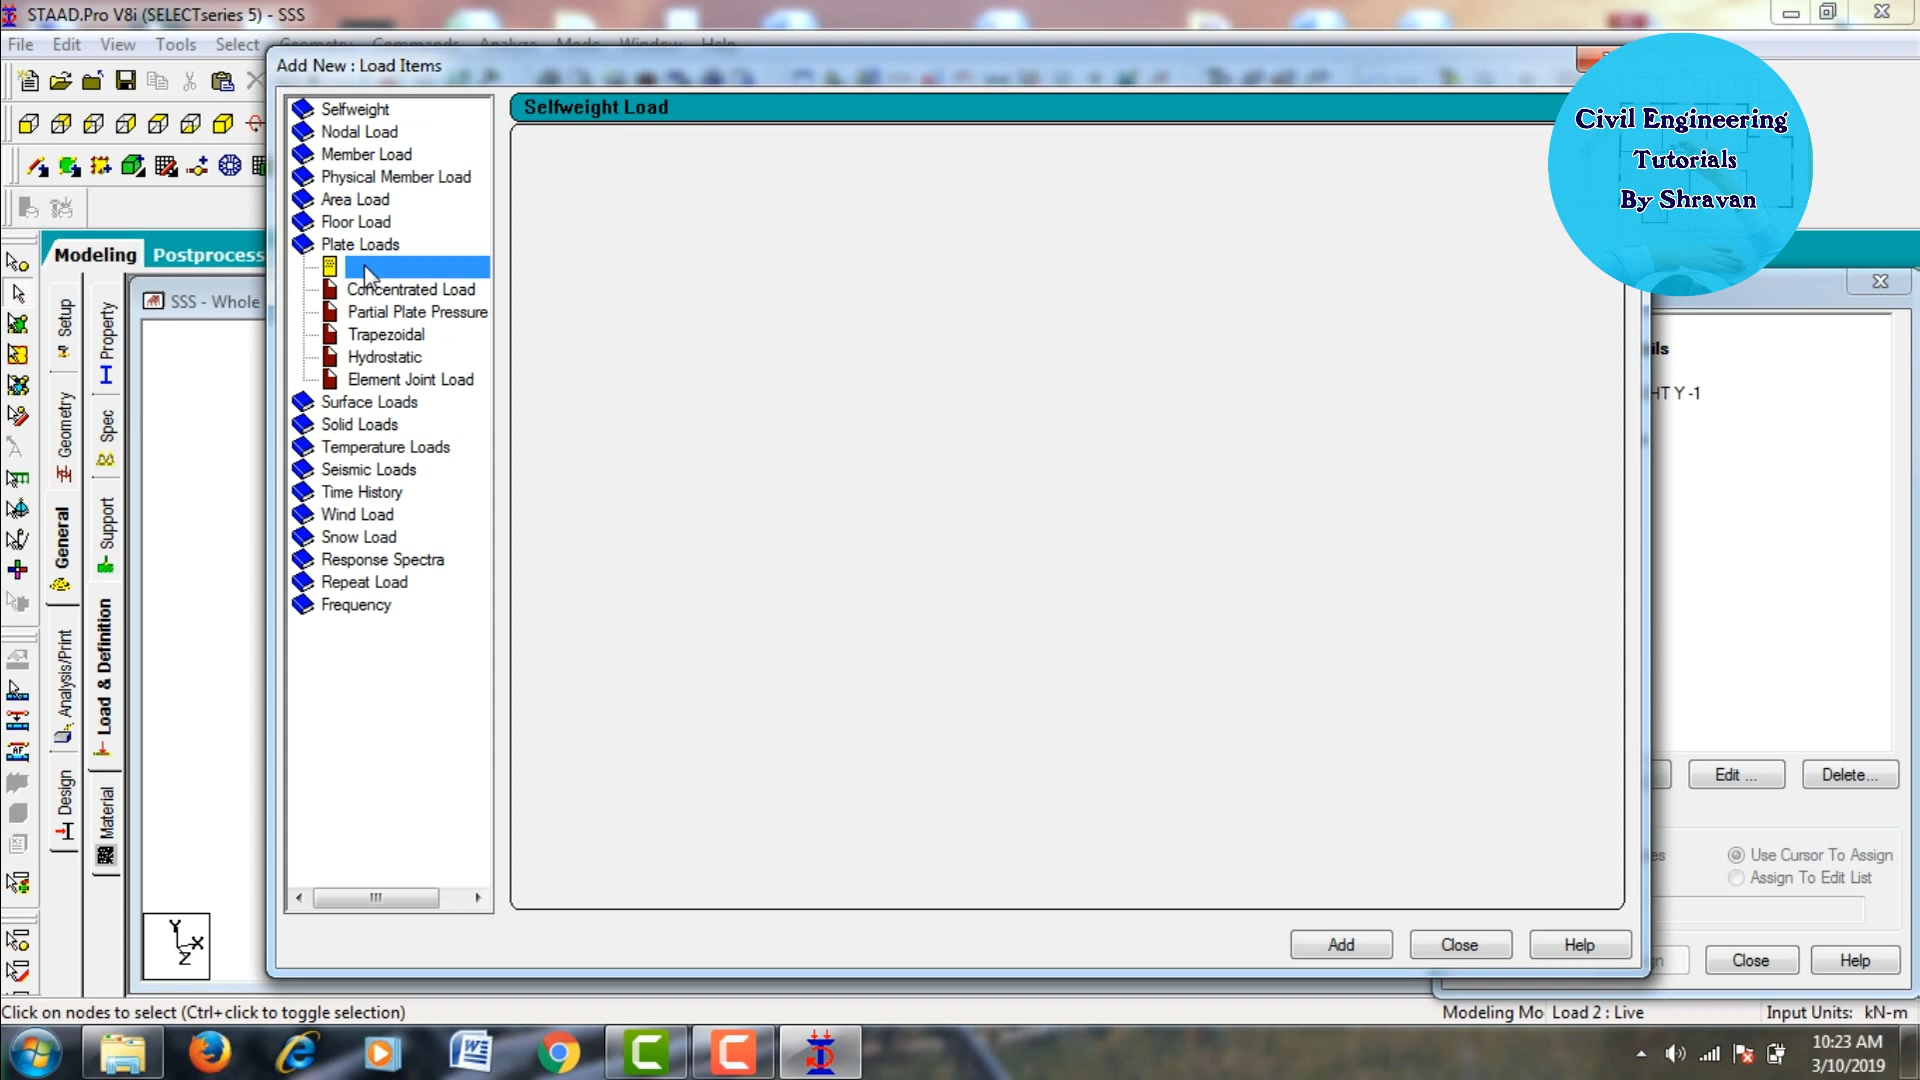 STAAD.Pro V8i (SELECTseries 5) - SSS
File Edit View Tools Select
Add New : Load Items
Selfweight
Nodal Load
Member Load
Physical Member Load
Area Load
Floor Load
Plate Loads
Concentrated Load
Partial Plate Pressure
Trapezoidal
Hydrostatic
Element Joint Load
Surface Loads
Solid Loads
Temperature Loads
Seismic Loads
Time History
Wind Load
Snow Load
Response Spectra
Repeat Load
Frequency
Selfweight Load
Civil Engineering
Tutorials
By Shravan
Modeling Postprocess
SSS - Whole
Setup
Geometry
General
Analysis/Print
Design
Property
Spec
Support
Load & Definition
Material
ils
HT Y -1
Edit ... Delete...
es Use Cursor To Assign
Assign To Edit List
Add Close Help
Close Help
Y
X
Z
Click on nodes to select (Ctrl+click to toggle selection)
Modeling Mo Load 2 : Live Input Units: kN-m
10:23 AM
3/10/2019